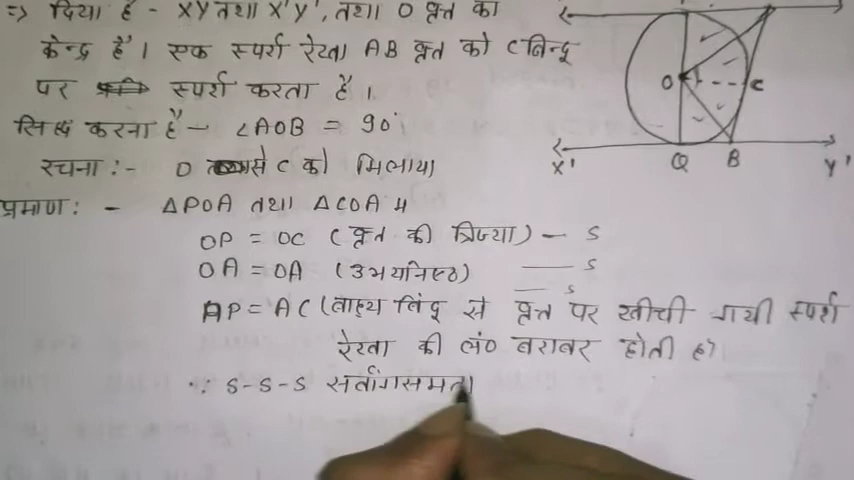 ⇒ दिया है - XY तथा X'Y', तथा O वृत्त का
केन्द्र है। एक स्पर्श रेखा AB वृत्त को C बिन्दू
पर स्पर्श करता है।
सिद्ध करना है - ∠AOB = 90°
रचना :- O से C को मिलाया
प्रमाण : - ΔPOA तथा ΔCOA में
OP = OC (वृत्त की त्रिज्या) — S
OA = OA (उभयनिष्ठ) — S
— S
AP = AC (बाह्य बिंदू से वृत्त पर खीची गयी स्पर्श
रेखा की लं० बराबर होती है)
∵ S-S-S सर्वांगसमता
O
C
X'
Q
B
Y'